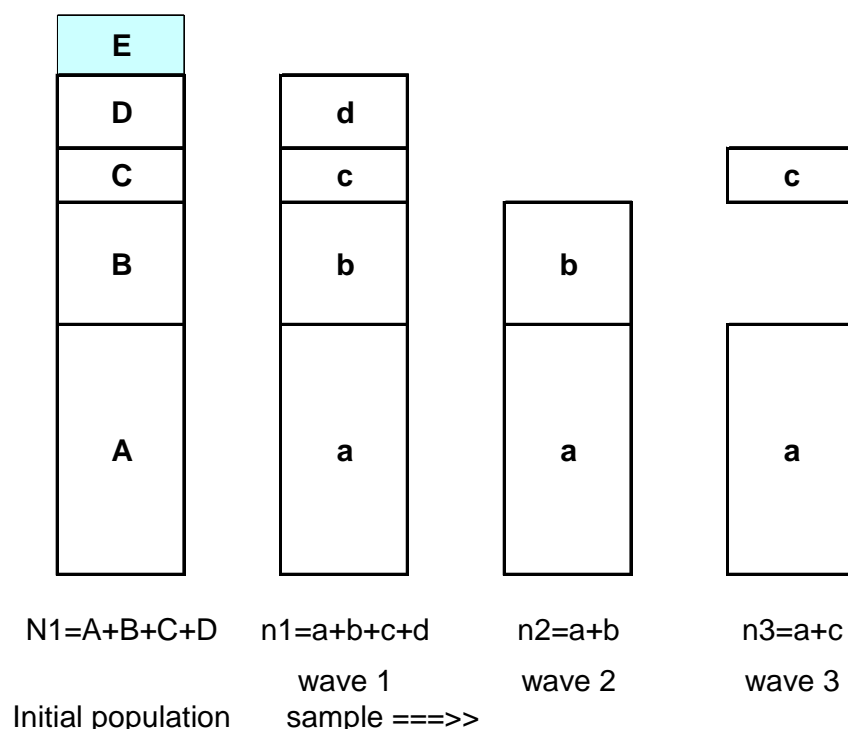 E
D d
C c c
B b b
A a a a
N1=A+B+C+D n1=a+b+c+d n2=a+b n3=a+c
wave 1 wave 2 wave 3
Initial population sample ===>>